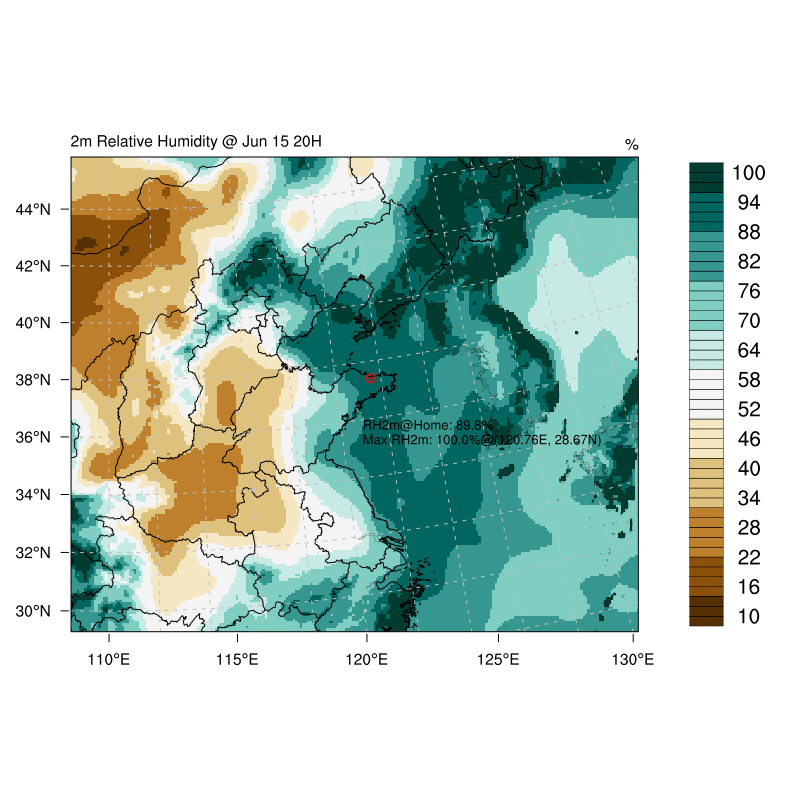 2m Relative Humidity @ Jun 15 20H
%
100
94
88
82
76
70
64
58
52
46
40
34
28
22
16
10
44°N
42°N
40°N
38°N
36°N
34°N
32°N
30°N
RH2m@Home: 89.8%
Max RH2m: 100.0%@(120.76E, 28.67N)
110°E 115°E 120°E 125°E 130°E